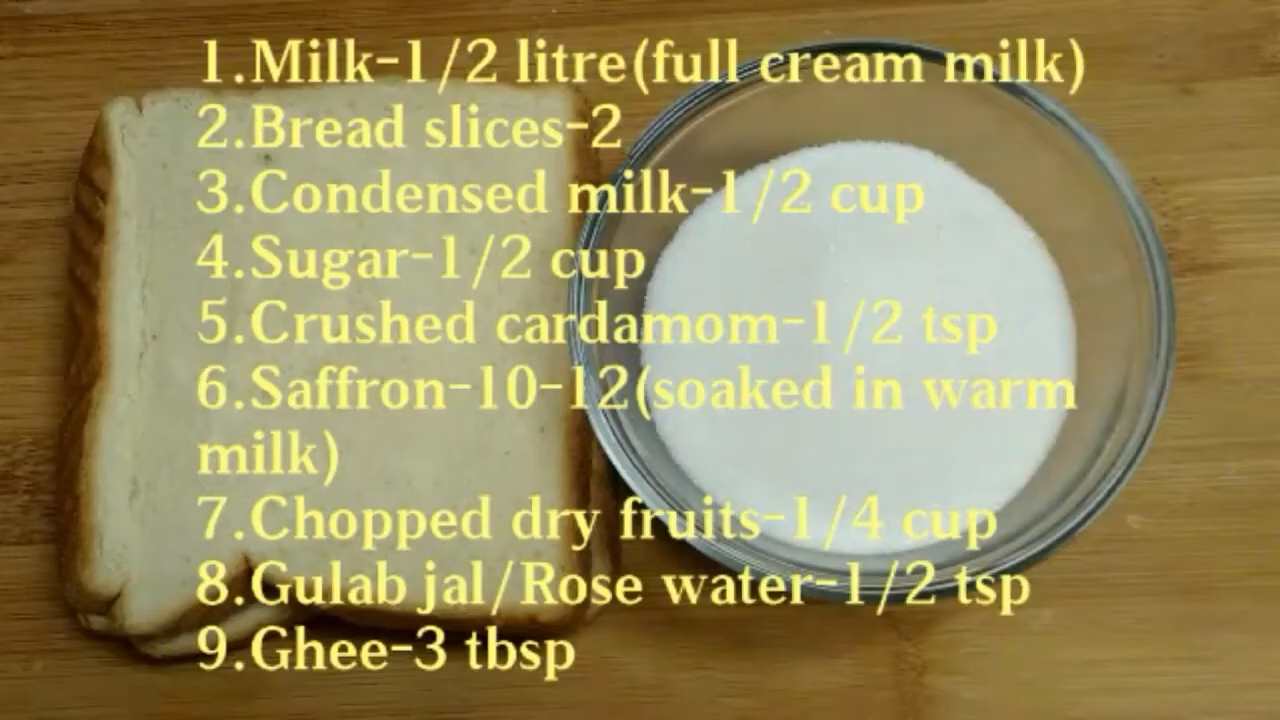 1.Milk-1/2 litre(full cream milk)
2.Bread slices-2
3.Condensed milk-1/2 cup
4.Sugar-1/2 cup
5.Crushed cardamom-1/2 tsp
6.Saffron-10-12(soaked in warm
milk)
7.Chopped dry fruits-1/4 cup
8.Gulab jal/Rose water-1/2 tsp
9.Ghee-3 tbsp